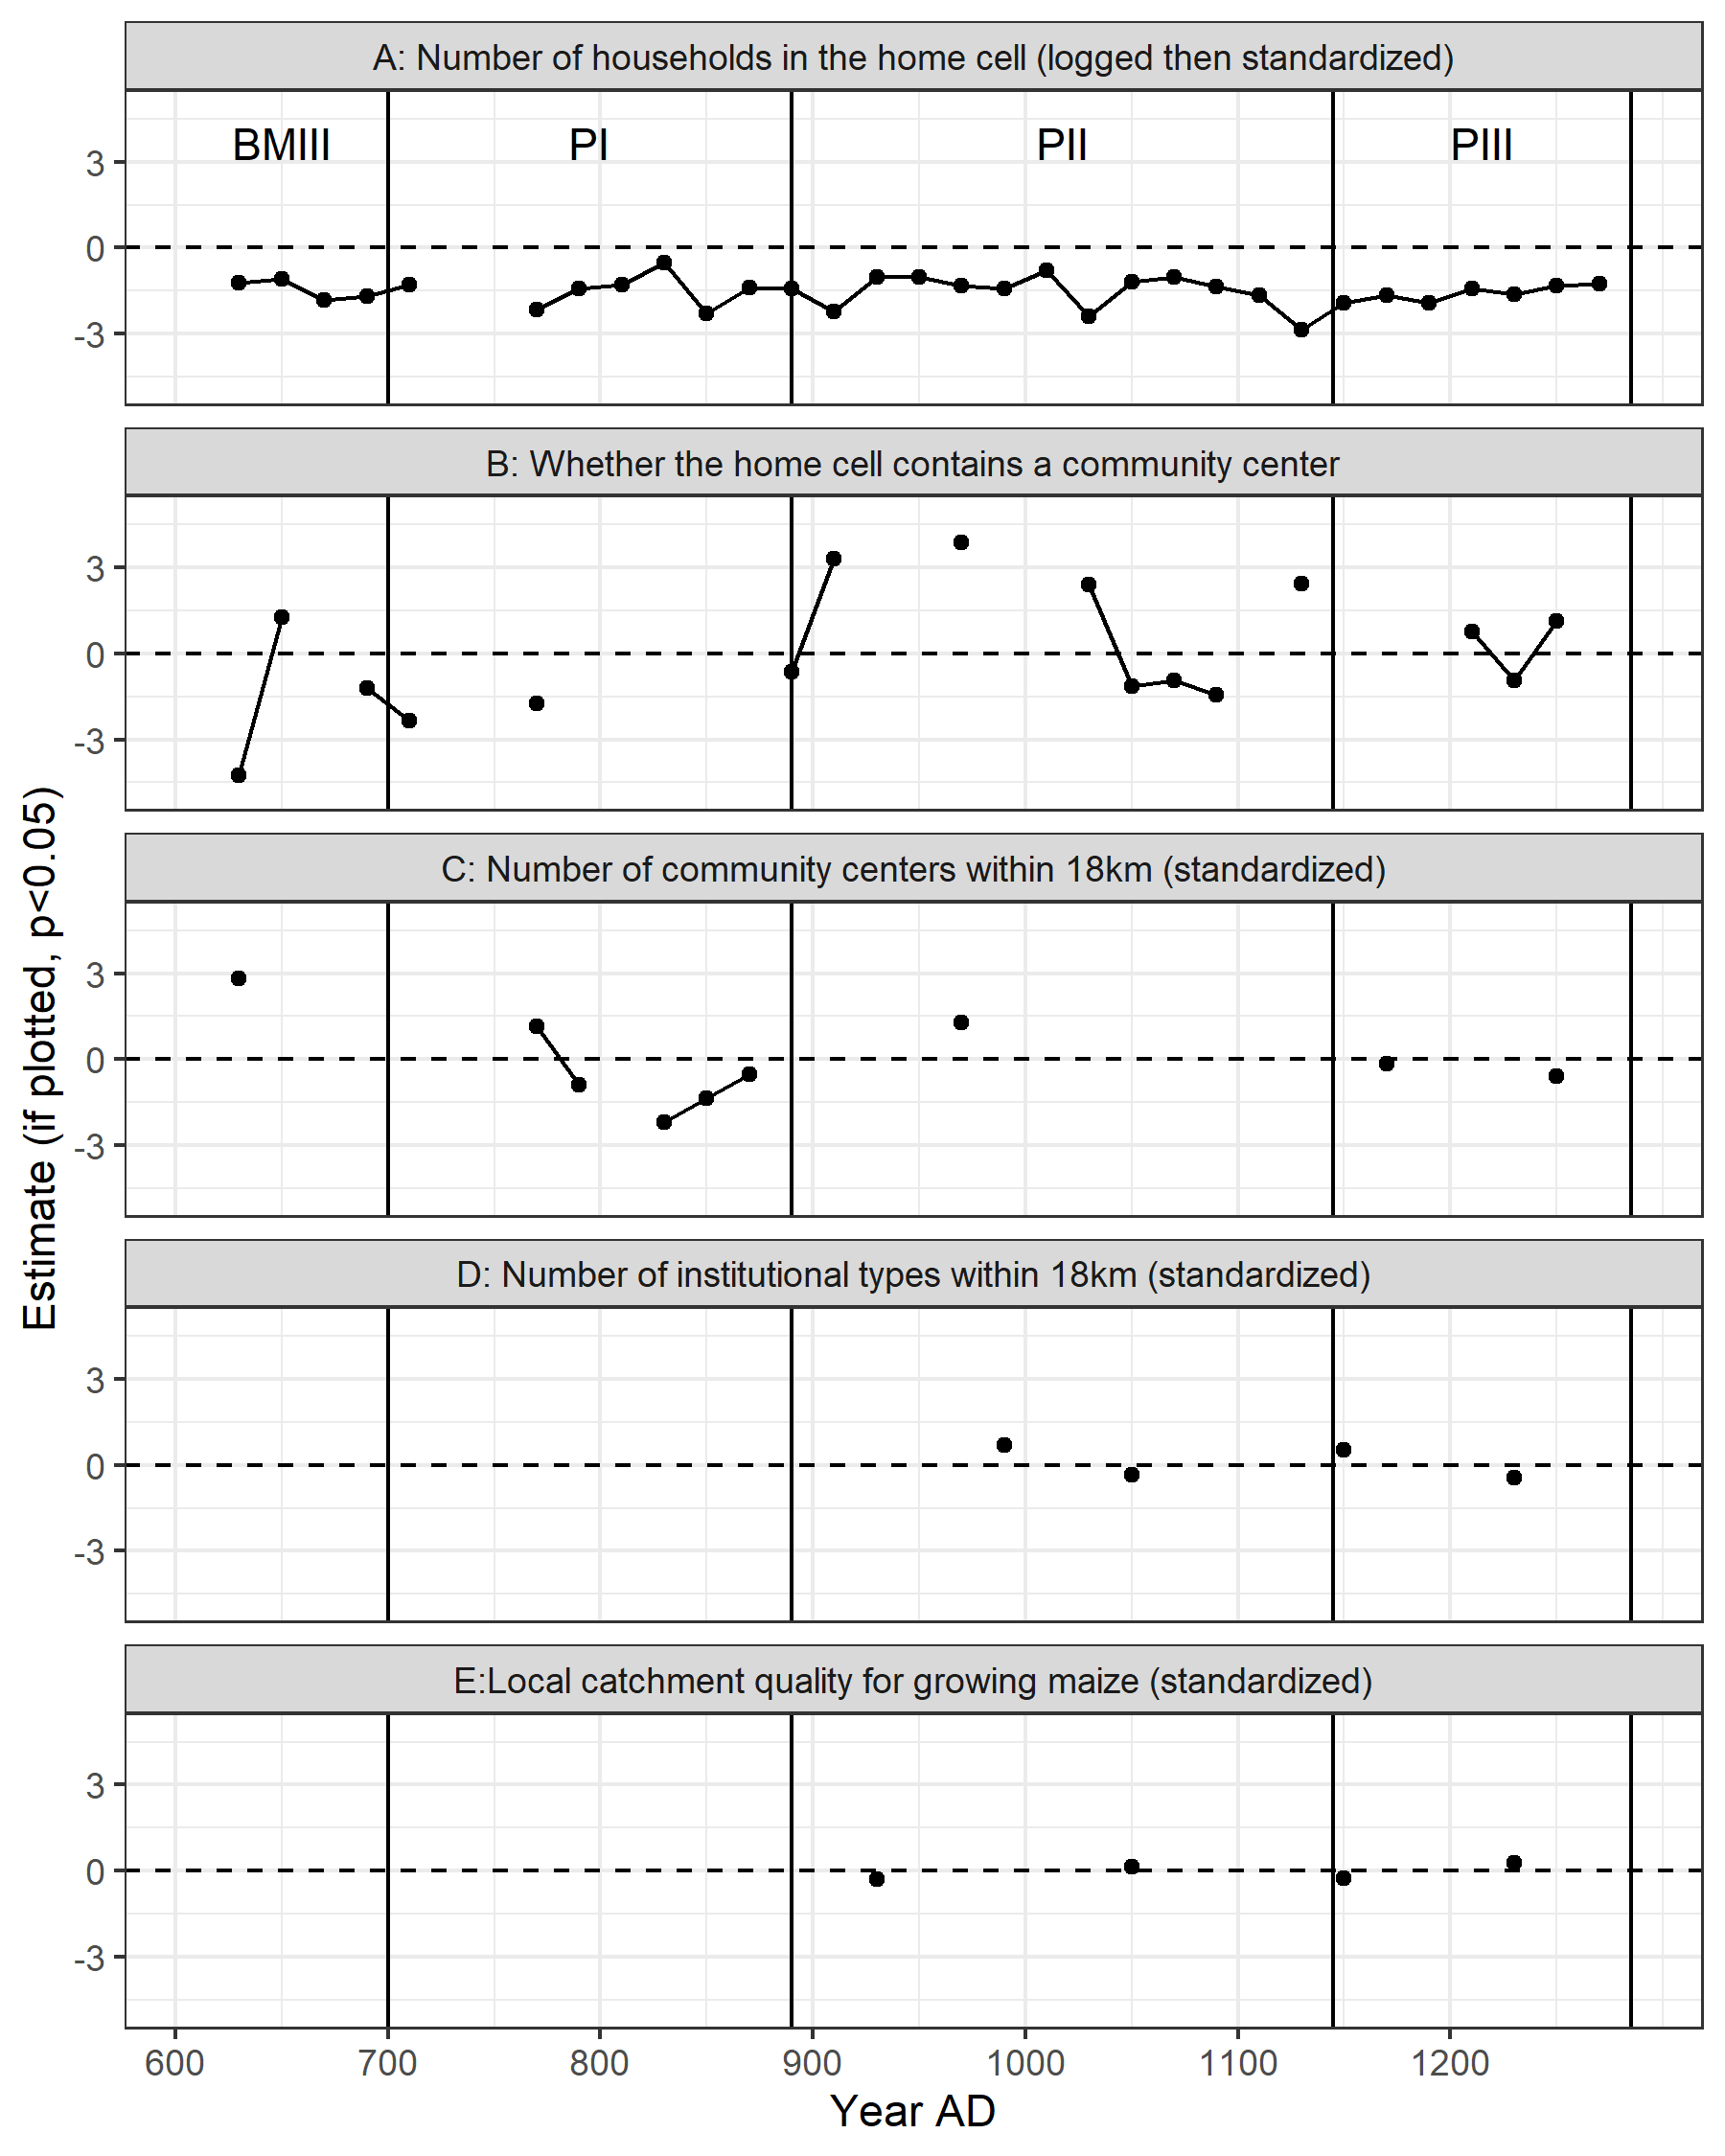 A: Number of households in the home cell (logged then standardized)
BMIII PI PII PIII
3
0
-3
B: Whether the home cell contains a community center
3
0
-3
C: Number of community centers within 18km (standardized)
3
0
-3
D: Number of institutional types within 18km (standardized)
3
0
-3
E:Local catchment quality for growing maize (standardized)
3
0
-3
600 700 800 900 1000 1100 1200
Year AD
Estimate (if plotted, p<0.05)